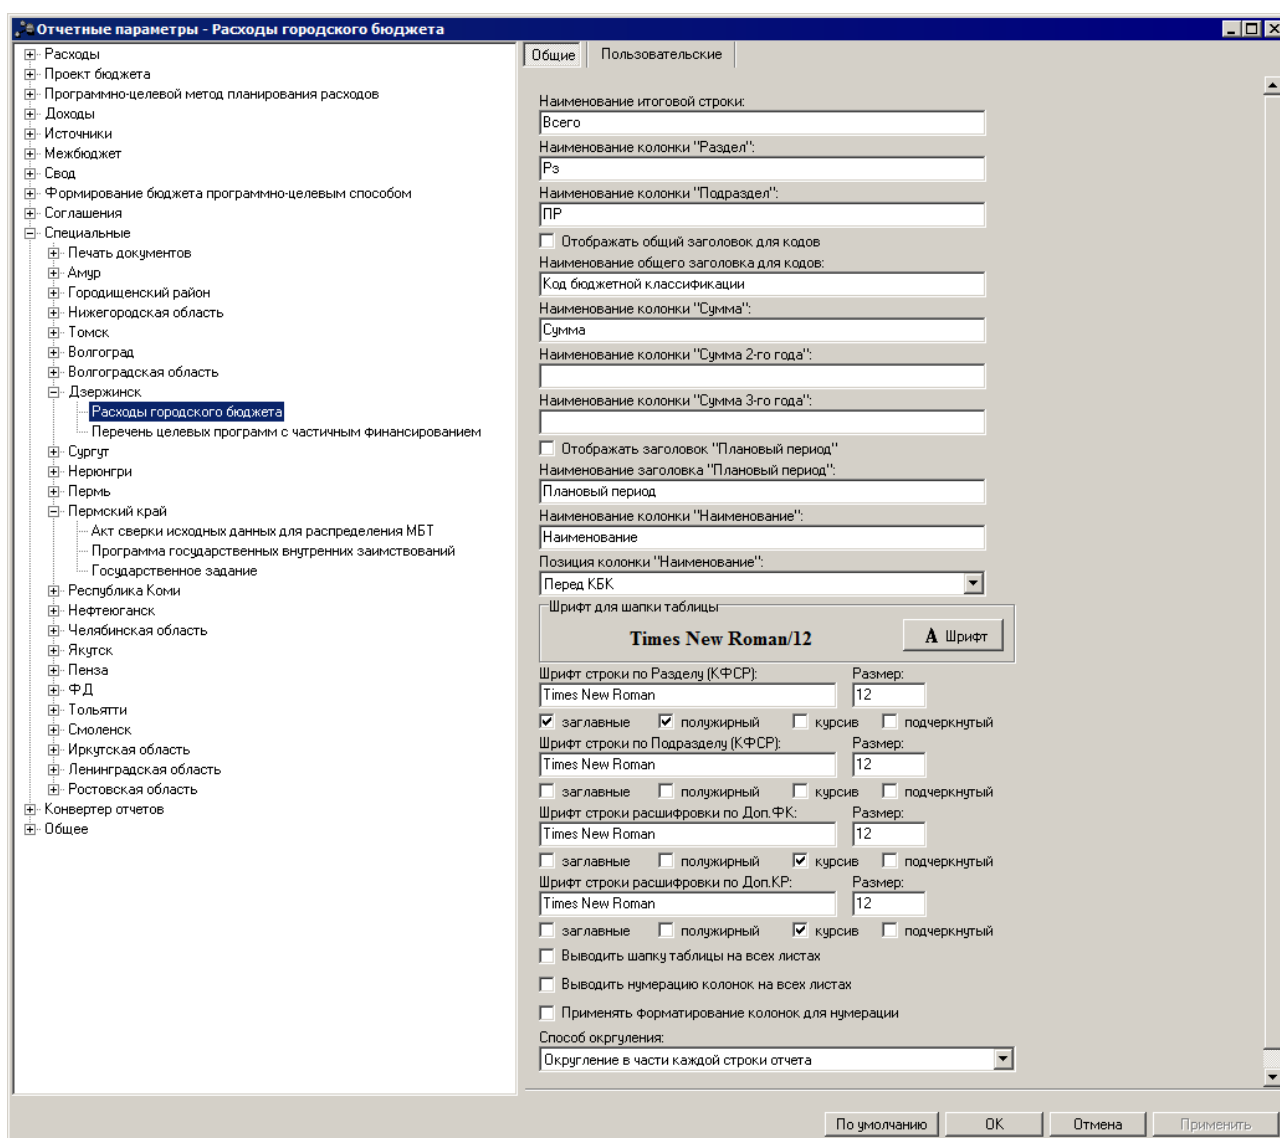 Отчетные параметры - Расходы городского бюджета
Расходы
Проект бюджета
Программно-целевой метод планирования расходов
Доходы
Источники
Межбюджет
Свод
Формирование бюджета программно-целевым способом
Соглашения
Специальные
Печать документов
Амур
Городищенский район
Нижегородская область
Томск
Волгоград
Волгоградская область
Дзержинск
Расходы городского бюджета
Перечень целевых программ с частичным финансированием
Сургут
Нерюнгри
Пермь
Пермский край
Акт сверки исходных данных для распределения МБТ
Программа государственных внутренних заимствований
Государственное задание
Республика Коми
Нефтеюганск
Челябинская область
Якутск
Пенза
ФД
Тольятти
Смоленск
Иркутская область
Ленинградская область
Ростовская область
Конвертер отчетов
Общее
Общие Пользовательские
Наименование итоговой строки:
Всего
Наименование колонки "Раздел":
Рз
Наименование колонки "Подраздел":
ПР
Отображать общий заголовок для кодов
Наименование общего заголовка для кодов:
Код бюджетной классификации
Наименование колонки "Сумма":
Сумма
Наименование колонки "Сумма 2-го года":
Наименование колонки "Сумма 3-го года":
Отображать заголовок "Плановый период"
Наименование заголовка "Плановый период":
Плановый период
Наименование колонки "Наименование":
Наименование
Позиция колонки "Наименование":
Перед КБК
Шрифт для шапки таблицы
Times New Roman/12 А Шрифт
Шрифт строки по Разделу (КФСР): Размер:
Times New Roman 12
заглавные полужирный курсив подчеркнутый
Шрифт строки по Подразделу (КФСР): Размер:
Times New Roman 12
заглавные полужирный курсив подчеркнутый
Шрифт строки расшифровки по Доп.ФК: Размер:
Times New Roman 12
заглавные полужирный курсив подчеркнутый
Шрифт строки расшифровки по Доп.КР: Размер:
Times New Roman 12
заглавные полужирный курсив подчеркнутый
Выводить шапку таблицы на всех листах
Выводить нумерацию колонок на всех листах
Применять форматирование колонок для нумерации
Способ окргуления:
Округление в части каждой строки отчета
По умолчанию OK Отмена Применить